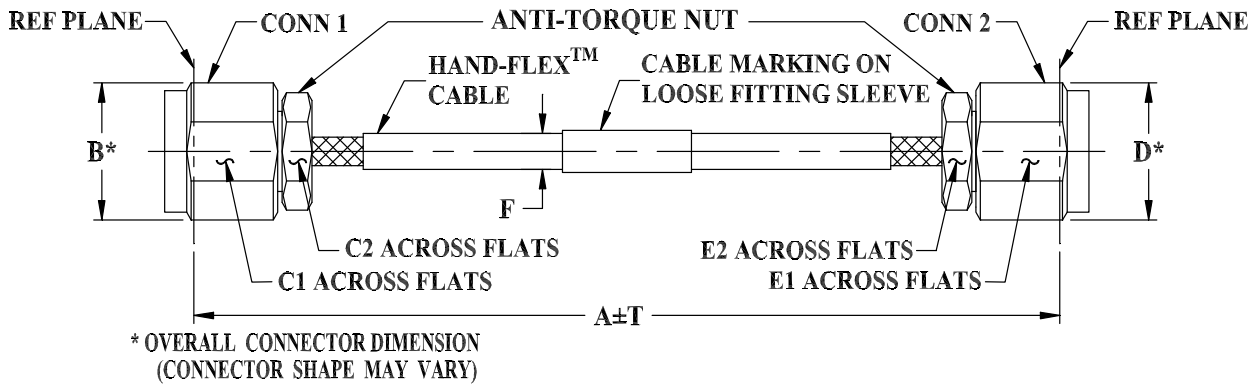 REF PLANE
CONN 1
ANTI-TORQUE NUT
CONN 2
REF PLANE
HAND-FLEX™
CABLE
CABLE MARKING ON
LOOSE FITTING SLEEVE
B*
D*
F
C2 ACROSS FLATS
E2 ACROSS FLATS
C1 ACROSS FLATS
E1 ACROSS FLATS
A±T
* OVERALL CONNECTOR DIMENSION
(CONNECTOR SHAPE MAY VARY)